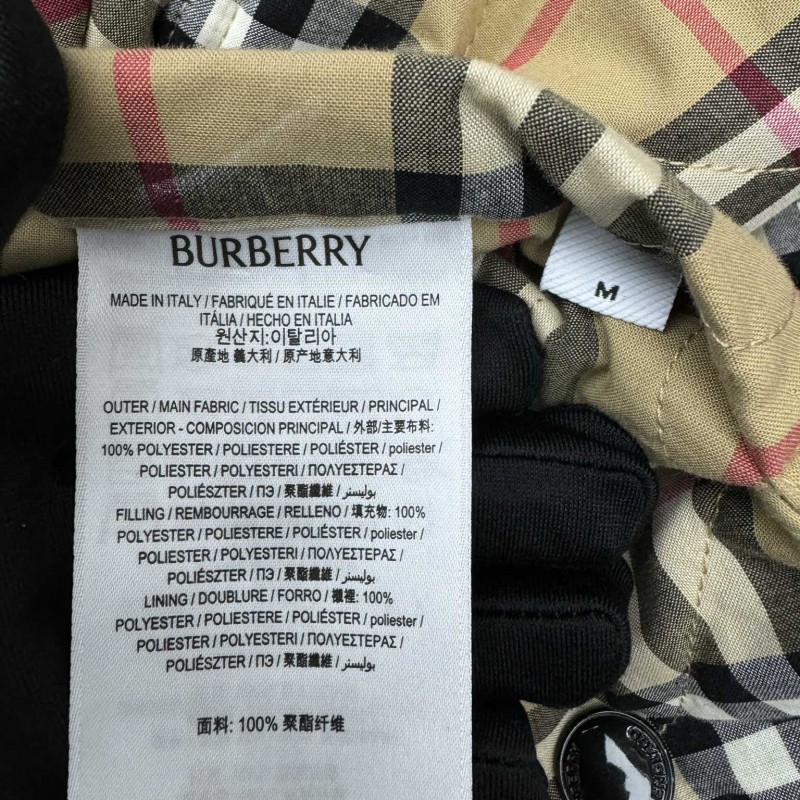 BURBERRY
MADE IN ITALY / FABRIQUÉ EN ITALIE / FABRICADO EM
ITÁLIA / HECHO EN ITALIA
원산지:이탈리아
原產地 義大利 / 原产地意大利
OUTER / MAIN FABRIC / TISSU EXTÉRIEUR / PRINCIPAL /
EXTERIOR - COMPOSICION PRINCIPAL / 外部/主要布料:
100% POLYESTER / POLIESTERE / POLIÉSTER / poliester /
POLIESTER / POLYESTERI / ΠΟΛΥΕΣΤΕΡΑΣ /
POLIÉSZTER / ПЭ / 聚酯纖維 / بوليستر
FILLING / REMBOURRAGE / RELLENO / 填充物: 100%
POLYESTER / POLIESTERE / POLIÉSTER / poliester /
POLIESTER / POLYESTERI / ΠΟΛΥΕΣΤΕΡΑΣ /
POLIÉSZTER / ПЭ / 聚酯纖維 / بوليستر
LINING / DOUBLURE / FORRO / 襯裡: 100%
POLYESTER / POLIESTERE / POLIÉSTER / poliester /
POLIESTER / POLYESTERI / ΠΟΛΥΕΣΤΕΡΑΣ /
POLIÉSZTER / ПЭ / 聚酯纖維 / بوليستر
面料: 100% 聚酯纤维
M